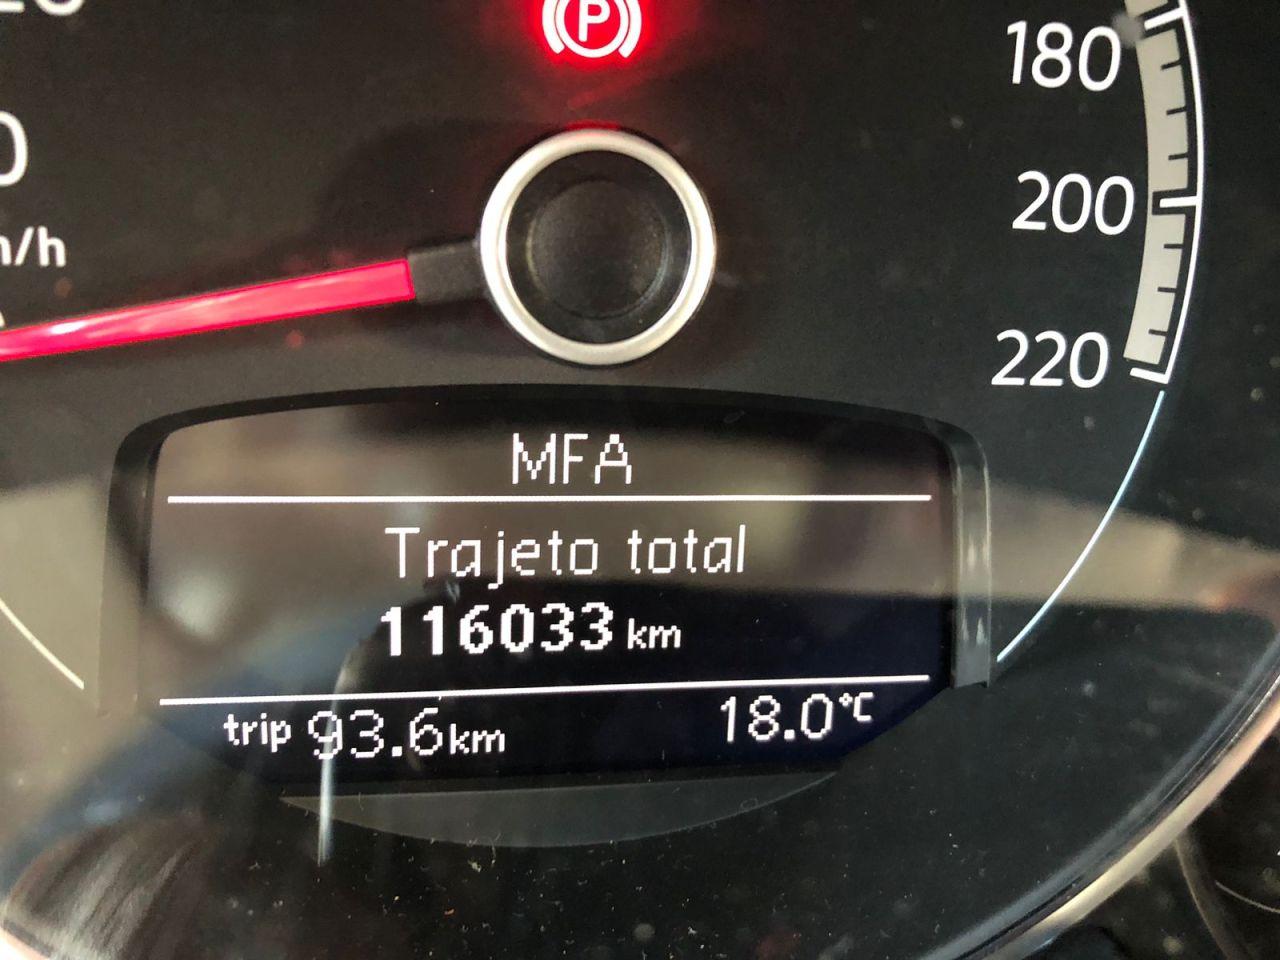 P
180
200
220
MFA
Trajeto total
116033 km
trip 93.6 km 18.0°C